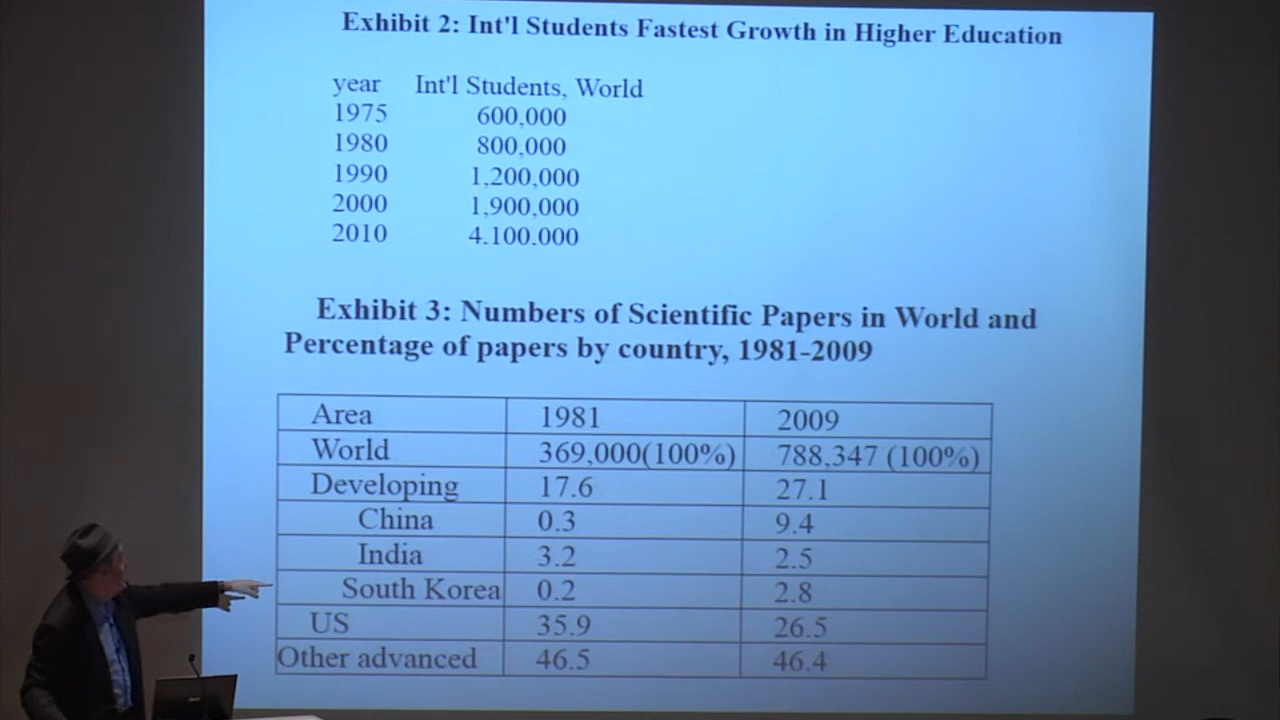 Exhibit 2: Int'l Students Fastest Growth in Higher Education
year Int'l Students, World
1975 600,000
1980 800,000
1990 1,200,000
2000 1,900,000
2010 4.100.000
Exhibit 3: Numbers of Scientific Papers in World and
Percentage of papers by country, 1981-2009
Area 1981 2009
World 369,000(100%) 788,347 (100%)
Developing 17.6 27.1
China 0.3 9.4
India 3.2 2.5
South Korea 0.2 2.8
US 35.9 26.5
Other advanced 46.5 46.4